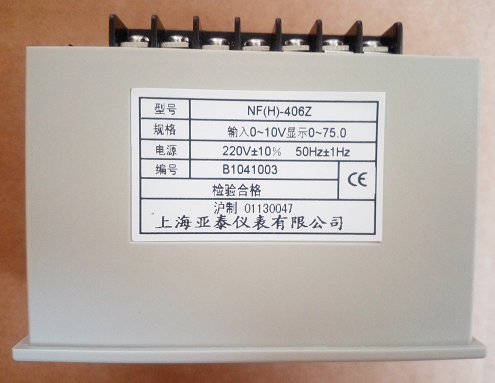 型号 NF(H)-406Z
规格 输入0~10V显示0~75.0
电源 220V±10% 50Hz±1Hz
编号 B1041003
CE
检验合格
沪制 01130047
上海亚泰仪表有限公司